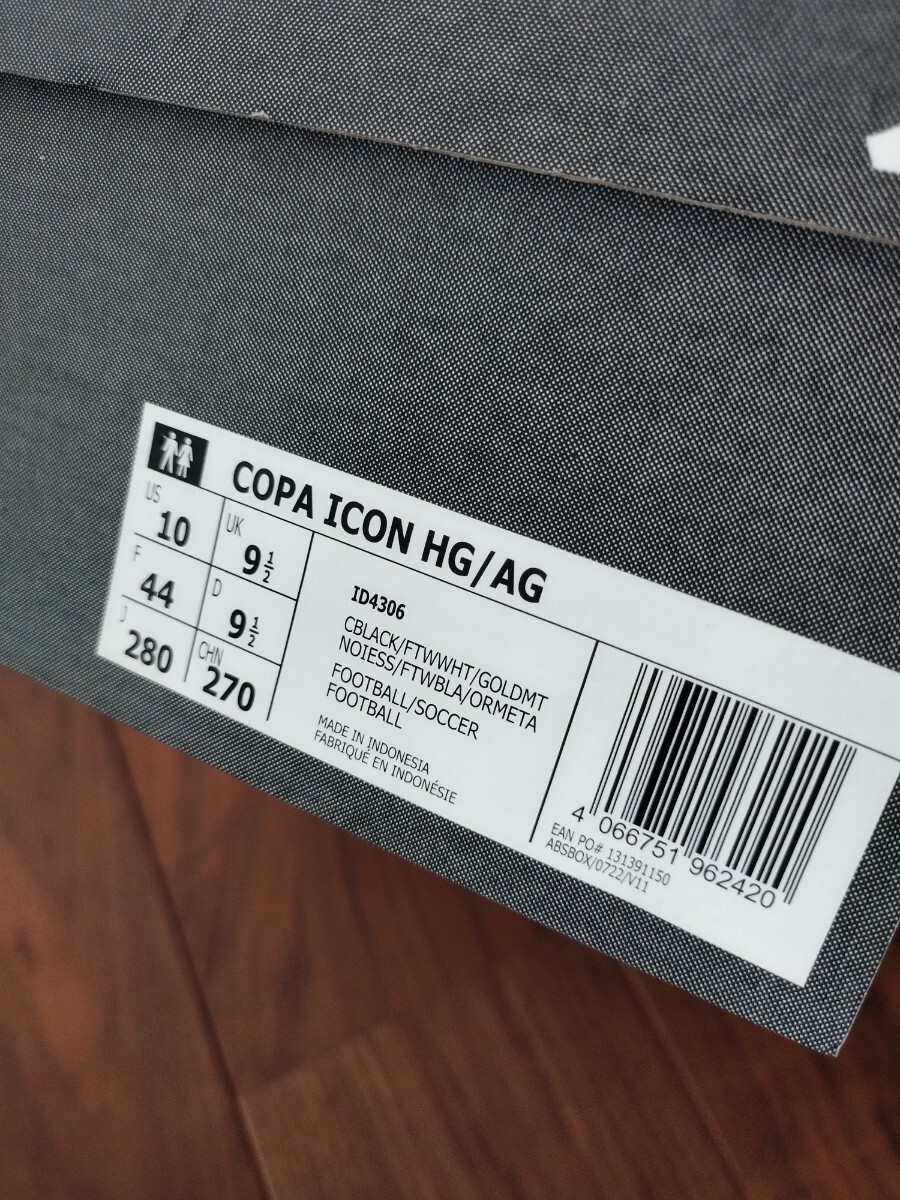 COPA ICON HG/AG
US
10
UK
9 1/2
F
44
D
9 1/2
J
280
CHN
270
ID4306
CBLACK/FTWWHT/GOLDMT
NOIESS/FTWBLA/ORMETA
FOOTBALL/SOCCER
FOOTBALL
MADE IN INDONESIA
FABRIQUÉ EN INDONÉSIE
4 066751 962420
EAN PO# 131391150
ABSBOX/0722/V11